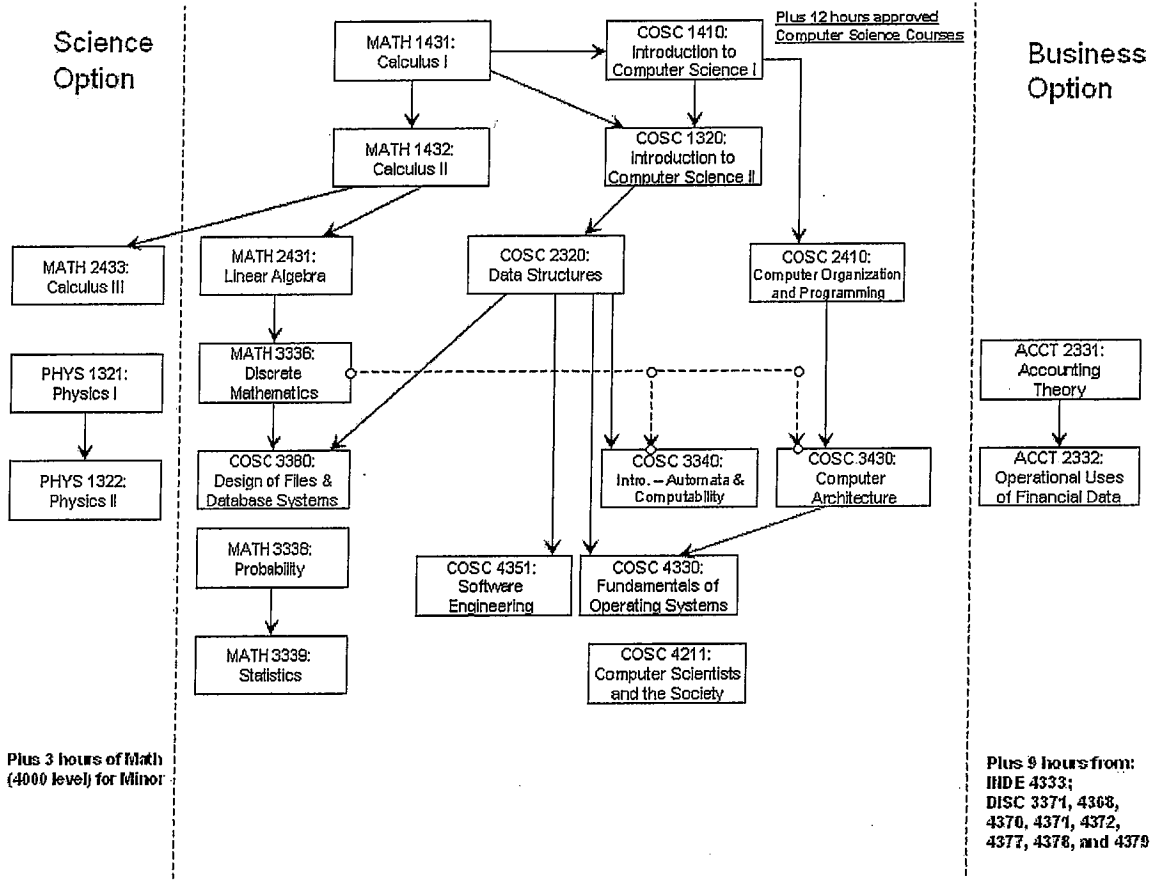 Science
Option
MATH 1431:
Calculus I
COSC 1410:
Introduction to
Computer Science I
Plus 12 hours approved
Computer Science Courses
Business
Option
MATH 1432:
Calculus II
COSC 1320:
Introduction to
Computer Science II
MATH 2433:
Calculus III
MATH 2431:
Linear Algebra
COSC 2320:
Data Structures
COSC 2410:
Computer Organization
and Programming
PHYS 1321:
Physics I
MATH 3336:
Discrete
Mathematics
ACCT 2331:
Accounting
Theory
PHYS 1322:
Physics II
COSC 3380:
Design of Files &
Database Systems
COSC 3340:
Intro. – Automata &
Computability
COSC 3430:
Computer
Architecture
ACCT 2332:
Operational Uses
of Financial Data
MATH 3338:
Probability
COSC 4351:
Software
Engineering
COSC 4330:
Fundamentals of
Operating Systems
MATH 3339:
Statistics
COSC 4211:
Computer Scientists
and the Society
Plus 3 hours of Math
(4000 level) for Minor
Plus 9 hours from:
INDE 4333;
DISC 3371, 4368,
4370, 4371, 4372,
4377, 4378, and 4379